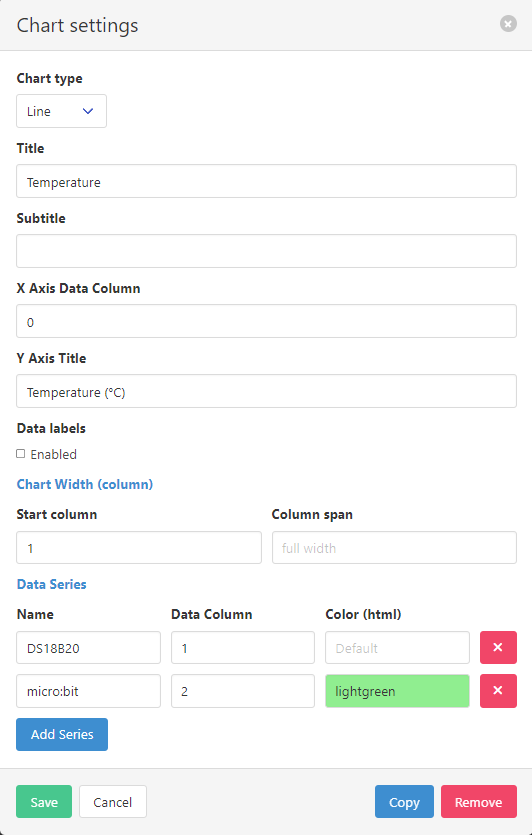 Chart settings
Chart type
Line
Title
Temperature
Subtitle
X Axis Data Column
0
Y Axis Title
Temperature (°C)
Data labels
Enabled
Chart Width (column)
Start column Column span
1 full width
Data Series
Name Data Column Color (html)
DS18B20 1 Default
micro:bit 2 lightgreen
Add Series
Save Cancel Copy Remove